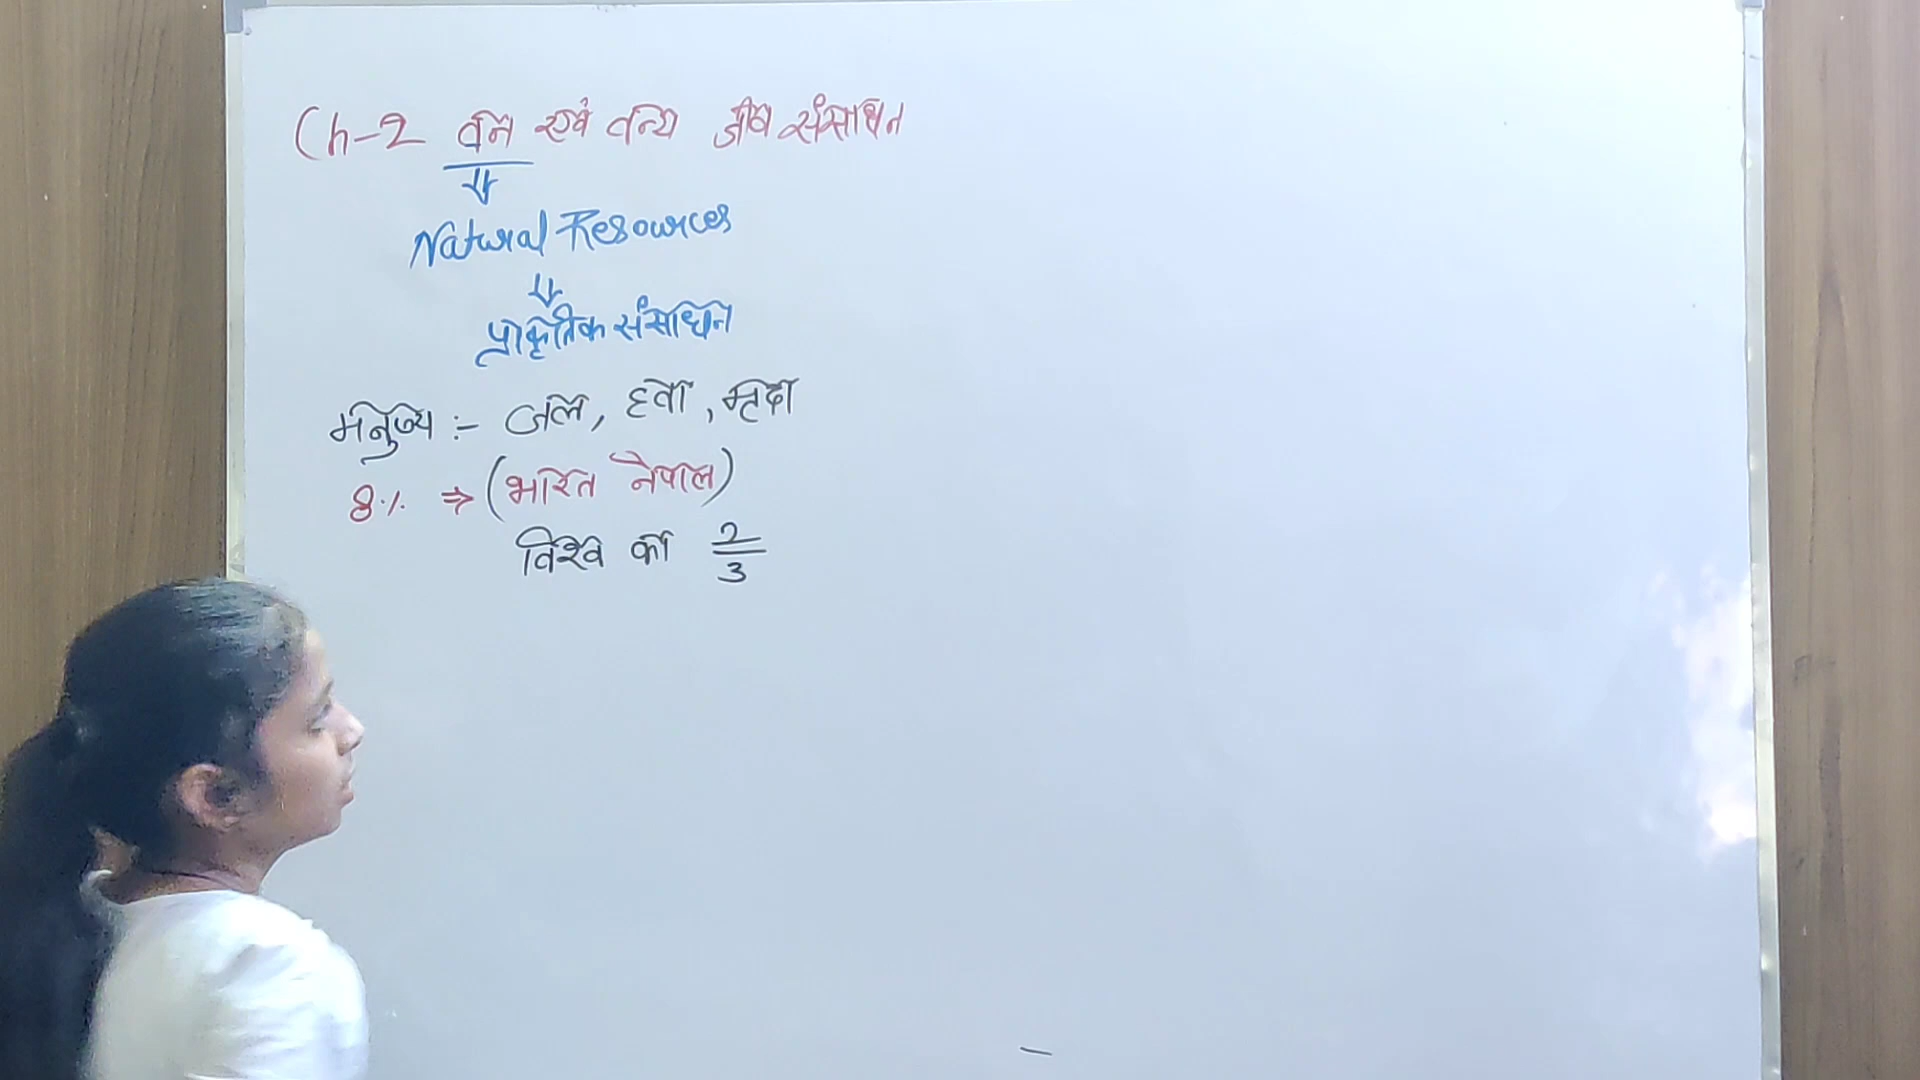 Ch-2 वन एवं वन्य जीव संसाधन
Natural Resources
प्राकृतिक संसाधन
मनुष्य :- जल, हवा, मृदा
8% ⇒ (भारत नेपाल)
विश्व का 2/3